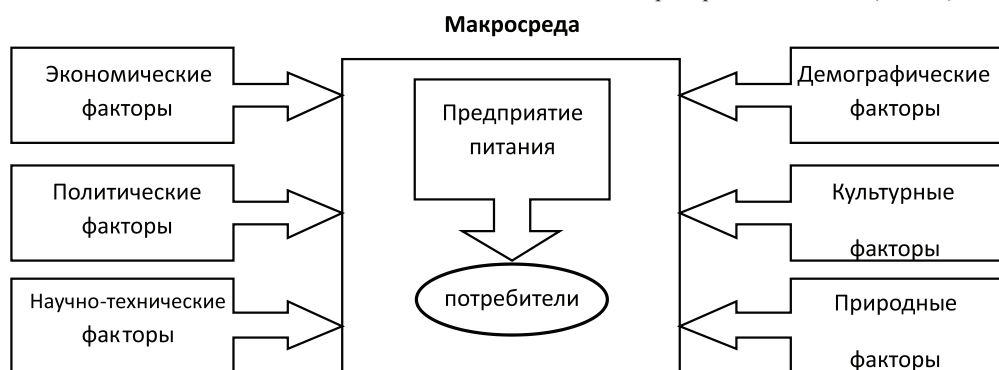 Макросреда
Экономические
факторы
Политические
факторы
Научно-технические
факторы
Предприятие
питания
потребители
Демографические
факторы
Культурные
факторы
Природные
факторы